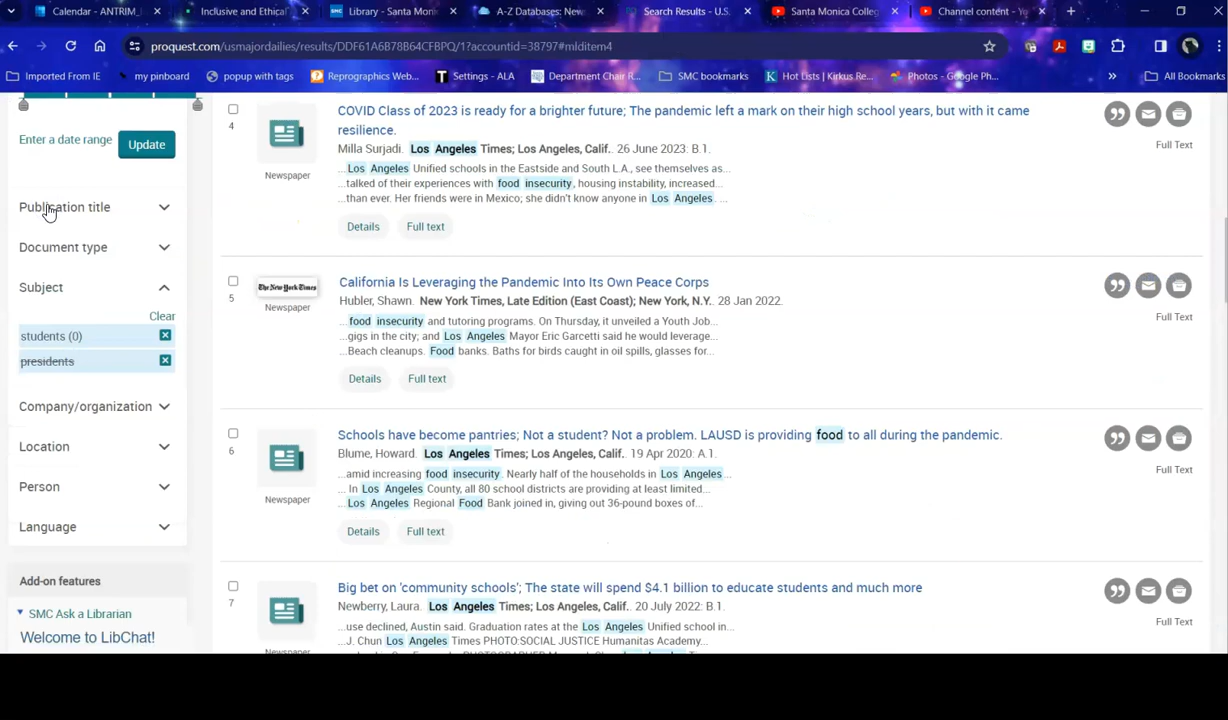 Calendar - ANTRIM_
Inclusive and Ethical
Library - Santa Moni
A-Z Databases: New
Search Results - U.S.
Santa Monica Colleg
Channel content - Yo
proquest.com/usmajordailies/results/DDF61A6B78B64CFBPQ/1?accountid=38797#mlditem4
Imported From IE
my pinboard
popup with tags
Reprographics Web...
Settings - ALA
Department Chair R...
SMC bookmarks
Hot Lists | Kirkus Re...
Photos - Google Ph...
All Bookmarks
Enter a date range
Update
Publication title
Document type
Subject
Clear
students (0)
presidents
Company/organization
Location
Person
Language
Add-on features
SMC Ask a Librarian
Welcome to LibChat!
4
Newspaper
COVID Class of 2023 is ready for a brighter future; The pandemic left a mark on their high school years, but with it came
resilience.
Milla Surjadi. Los Angeles Times; Los Angeles, Calif. 26 June 2023: B.1.
...Los Angeles Unified schools in the Eastside and South L.A., see themselves as...
...talked of their experiences with food insecurity, housing instability, increased...
...than ever. Her friends were in Mexico; she didn't know anyone in Los Angeles. ...
Details
Full text
Full Text
5
The New York Times
Newspaper
California Is Leveraging the Pandemic Into Its Own Peace Corps
Hubler, Shawn. New York Times, Late Edition (East Coast); New York, N.Y. 28 Jan 2022.
...food insecurity and tutoring programs. On Thursday, it unveiled a Youth Job...
...gigs in the city; and Los Angeles Mayor Eric Garcetti said he would leverage...
...Beach cleanups. Food banks. Baths for birds caught in oil spills, glasses for...
Details
Full text
Full Text
6
Newspaper
Schools have become pantries; Not a student? Not a problem. LAUSD is providing food to all during the pandemic.
Blume, Howard. Los Angeles Times; Los Angeles, Calif. 19 Apr 2020: A.1.
...amid increasing food insecurity. Nearly half of the households in Los Angeles...
... In Los Angeles County, all 80 school districts are providing at least limited...
...Los Angeles Regional Food Bank joined in, giving out 36-pound boxes of...
Details
Full text
Full Text
7
Big bet on 'community schools'; The state will spend $4.1 billion to educate students and much more
Newberry, Laura. Los Angeles Times; Los Angeles, Calif. 20 July 2022: B.1.
...use declined, Austin said. Graduation rates at the Los Angeles Unified school in...
...J. Chun Los Angeles Times PHOTO:SOCIAL JUSTICE Humanitas Academy...
Full Text